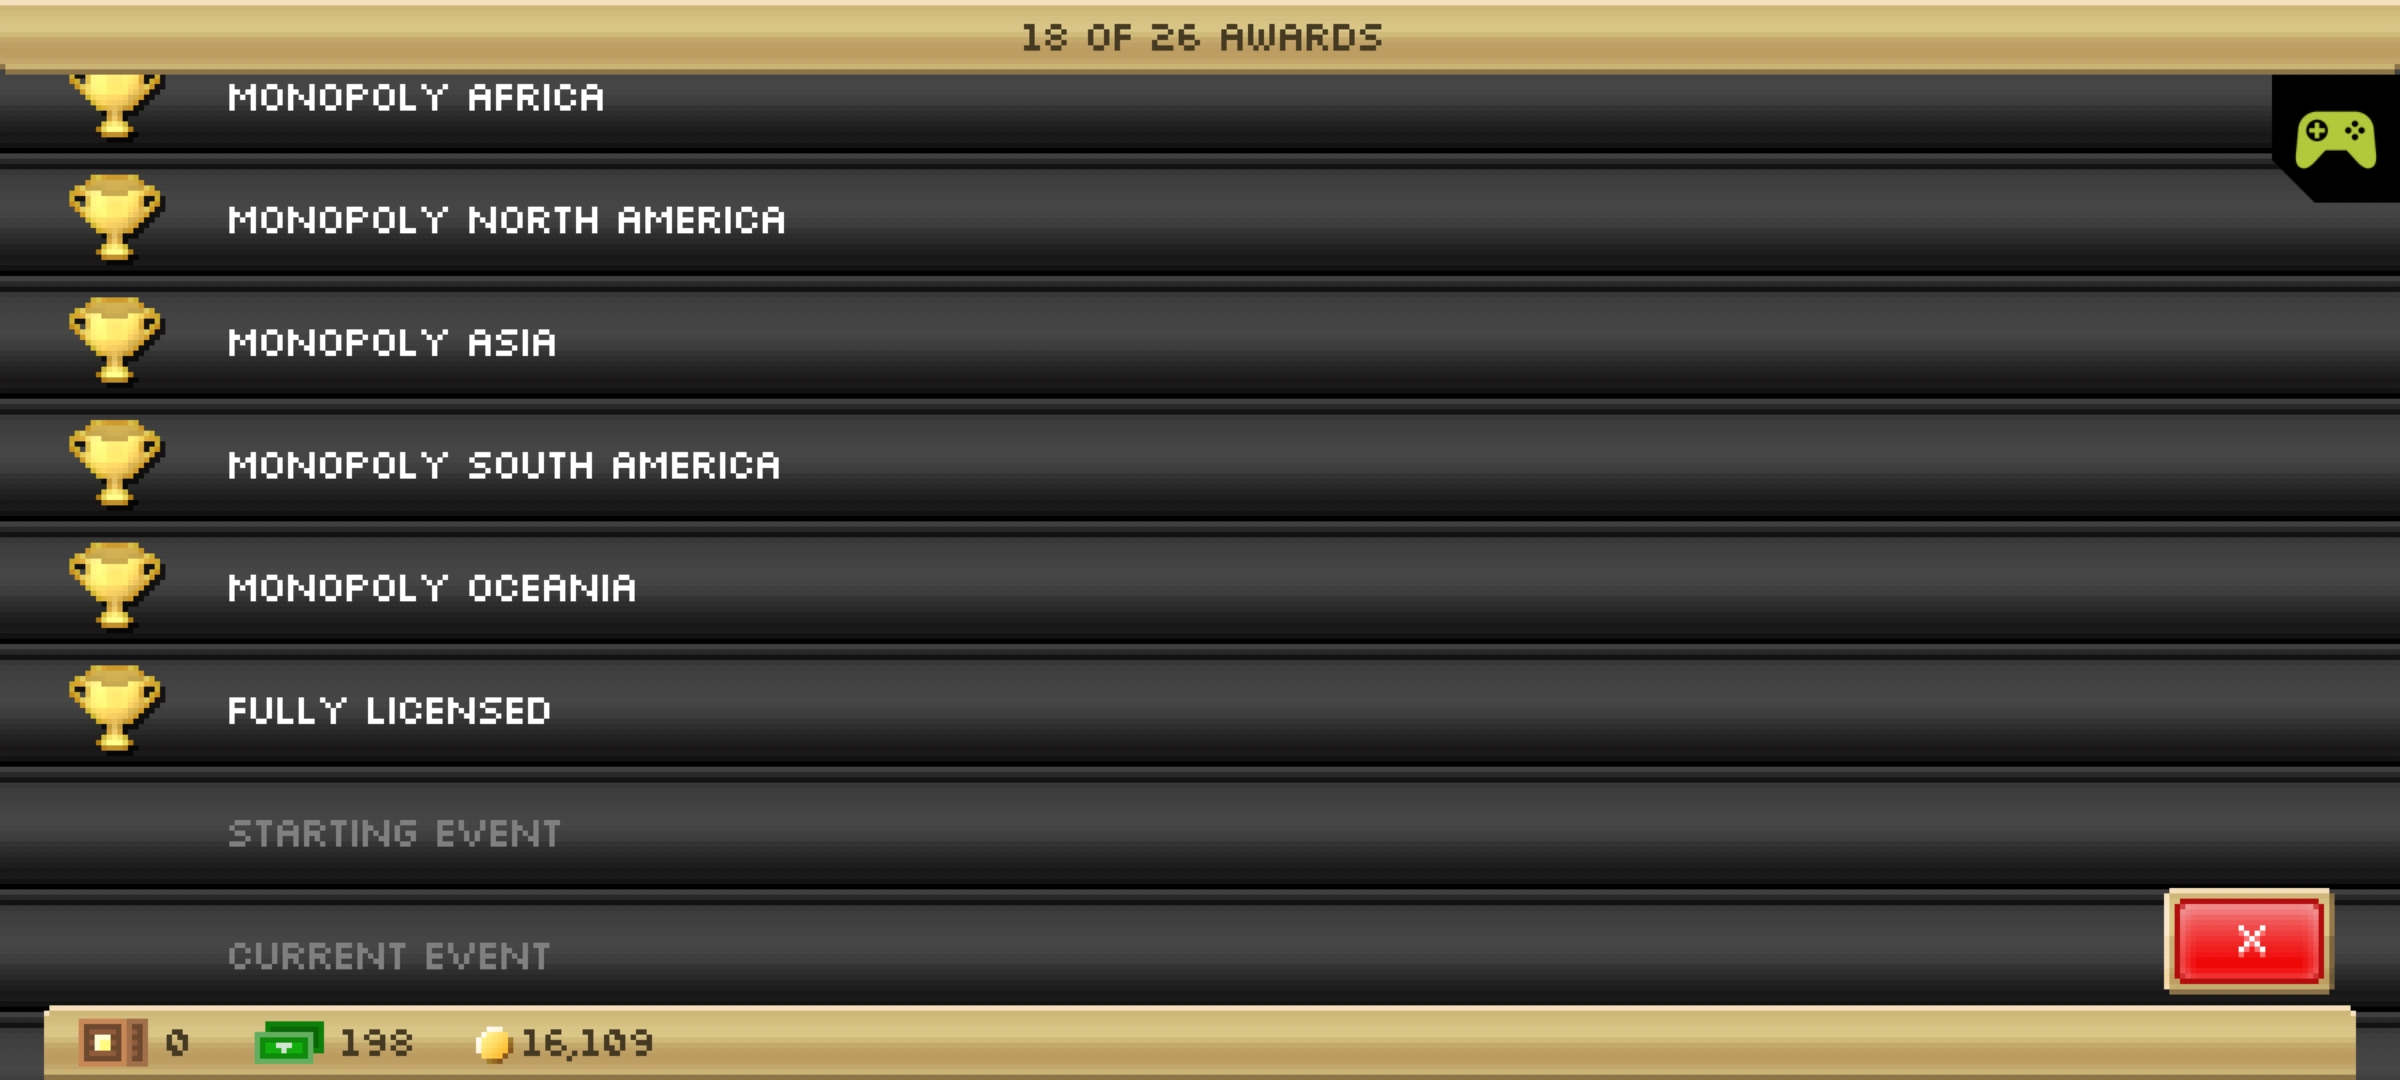 18 OF 26 AWARDS
MONOPOLY AFRICA
MONOPOLY NORTH AMERICA
MONOPOLY ASIA
MONOPOLY SOUTH AMERICA
MONOPOLY OCEANIA
FULLY LICENSED
STARTING EVENT
CURRENT EVENT
X
0 198 16,109